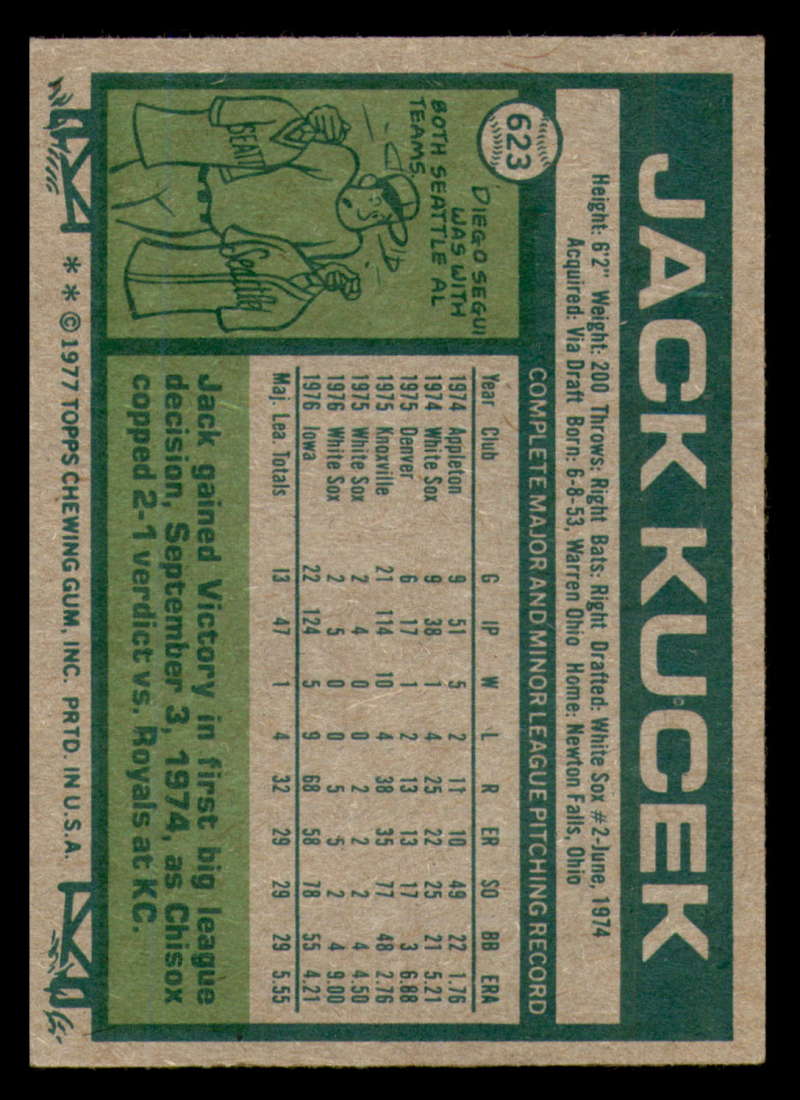 623
JACK KUCEK
Height: 6'2" Weight: 200 Throws: Right Bats: Right Drafted: White Sox #2-June, 1974
Acquired: Via Draft Born: 6-8-53, Warren Ohio Home: Newton Falls, Ohio
DIEGO SEGUI
WAS WITH
BOTH SEATTLE AL
TEAMS.
SEATT
Seattle
COMPLETE MAJOR AND MINOR LEAGUE PITCHING RECORD
Year Club G IP W L R ER SO BB ERA
1974 Appleton 9 51 5 2 11 10 49 22 1.76
1974 White Sox 9 38 1 4 25 22 25 21 5.21
1975 Denver 6 17 1 2 13 13 17 3 6.88
1975 Knoxville 21 114 10 4 38 35 77 48 2.76
1975 White Sox 2 4 0 0 2 2 2 4 4.50
1976 White Sox 2 5 0 0 5 5 2 4 9.00
1976 Iowa 22 124 5 9 68 58 78 55 4.21
Maj. Lea. Totals 13 47 1 4 32 29 29 29 5.55
Jack gained Victory in first big league
decision, September 3, 1974, as Chisox
copped 2-1 verdict vs. Royals at KC.
* * © 1977 TOPPS CHEWING GUM, INC. PRTD. IN U.S.A.